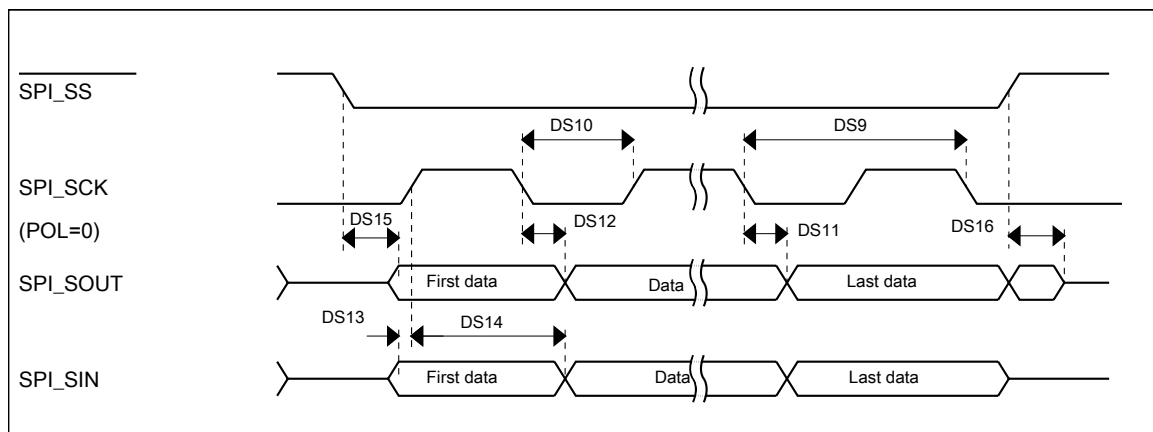 SPI_SS
DS10
DS9
SPI_SCK
(POL=0)
DS15
DS12
DS11
DS16
SPI_SOUT
First data
Data
Last data
DS13
DS14
SPI_SIN
First data
Data
Last data